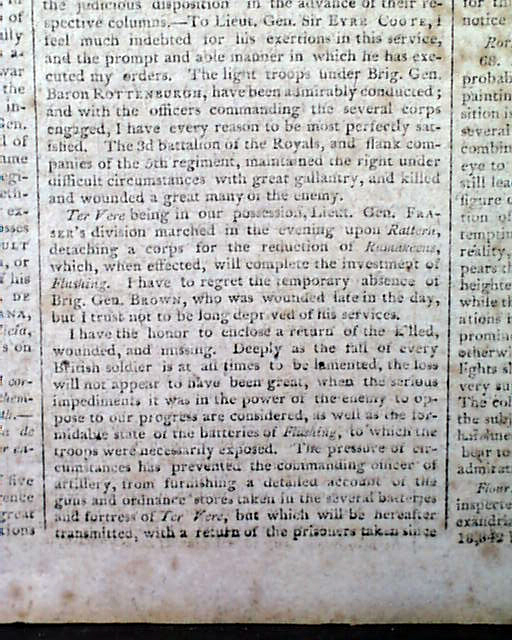 the judicious disposition in the advance of their re-
spective columns.—To Lieut. Gen. Sir EYRE COOTE, I
feel much indebted for his exertions in this service,
and the prompt and able manner in which he has exe-
cuted my orders. The light troops under Brig. Gen.
Baron ROTTENBURGH, have been admirably conducted;
and with the officers commanding the several corps
engaged, I have every reason to be most perfectly sat-
isfied. The 3d battalion of the Royals, and flank com-
panies of the 5th regiment, maintained the right under
difficult circumstances with great gallantry, and killed
and wounded a great many of the enemy.
Ter Vere being in our possession, Lieut. Gen. FRA-
SER's division marched in the evening upon Rattern,
detaching a corps for the reduction of Ramakens,
which, when effected, will complete the investment of
Flushing. I have to regret the temporary absence of
Brig. Gen. BROWN, who was wounded late in the day,
but I trust not to be long deprived of his services.
I have the honor to enclose a return of the killed,
wounded, and missing. Deeply as the fall of every
British soldier is at all times to be lamented, the loss
will not appear to have been great, when the serious
impediments it was in the power of the enemy to op-
pose to our progress are considered, as well as the for-
midable state of the batteries of Flushing, to which the
troops were necessarily exposed. The pressure of cir-
cumstances has prevented the commanding officer of
artillery, from furnishing a detailed account of the
guns and ordnance stores taken in the several batteries
and fortress of Ter Vere, but which will be hereafter
transmitted, with a return of the prisoners taken since